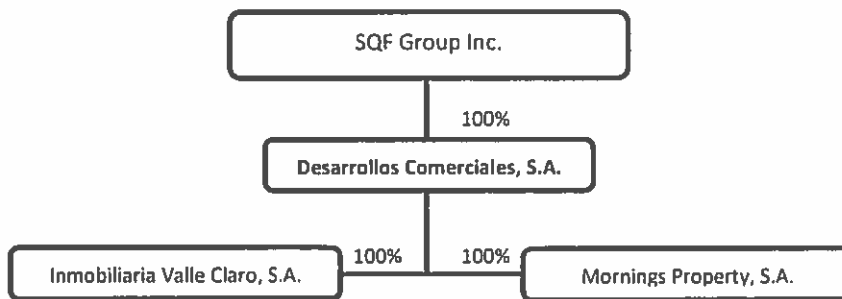 SQF Group Inc.
100%
Desarrollos Comerciales, S.A.
100% 100%
Inmobiliaria Valle Claro, S.A. Mornings Property, S.A.